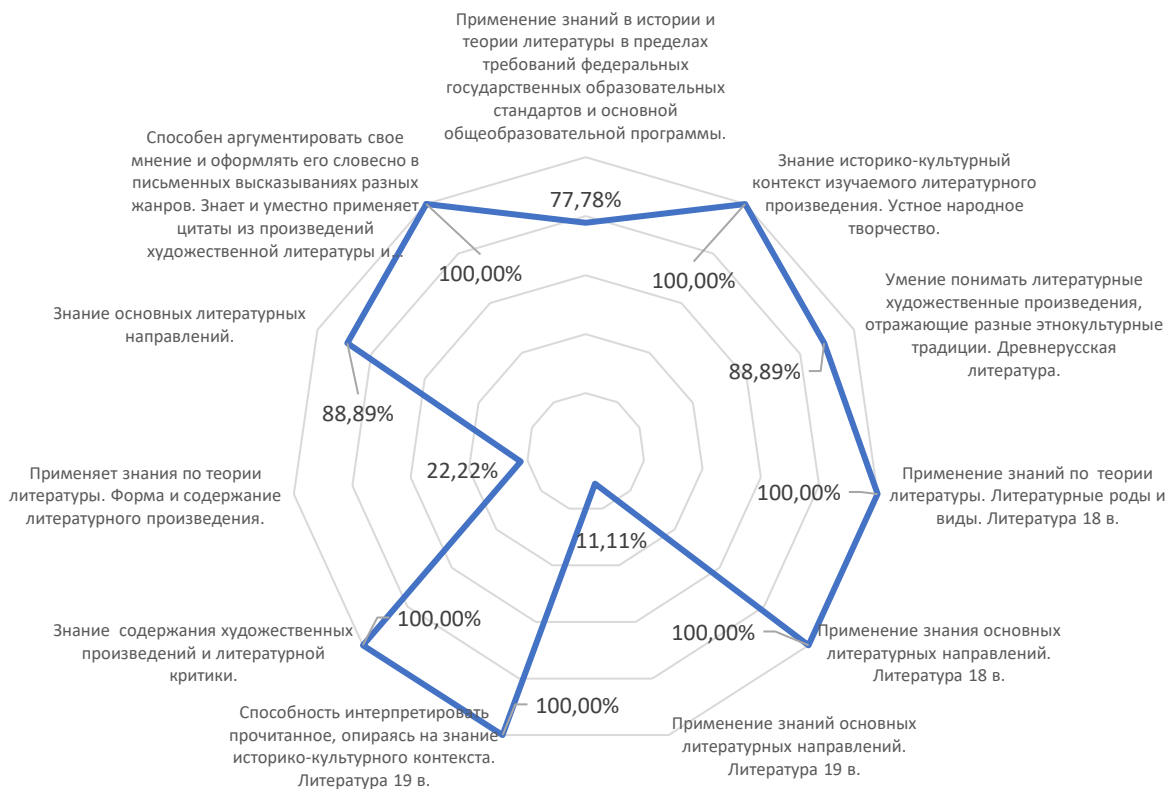 Применение знаний в истории и
теории литературы в пределах
требований федеральных
государственных образовательных
стандартов и основной
общеобразовательной программы.
77,78%
Знание историко-культурный
контекст изучаемого литературного
произведения. Устное народное
творчество.
100,00%
Умение понимать литературные
художественные произведения,
отражающие разные этнокультурные
традиции. Древнерусская
литература.
88,89%
Применение знаний по теории
литературы. Литературные роды и
виды. Литература 18 в.
100,00%
Применение знания основных
литературных направлений.
Литература 18 в.
100,00%
Применение знаний основных
литературных направлений.
Литература 19 в.
11,11%
Способность интерпретировать
прочитанное, опираясь на знание
историко-культурного контекста.
Литература 19 в.
100,00%
Знание содержания художественных
произведений и литературной
критики.
100,00%
Применяет знания по теории
литературы. Форма и содержание
литературного произведения.
22,22%
Знание основных литературных
направлений.
88,89%
Способен аргументировать свое
мнение и оформлять его словесно в
письменных высказываниях разных
жанров. Знает и уместно применяет
цитаты из произведений
художественной литературы и…
100,00%